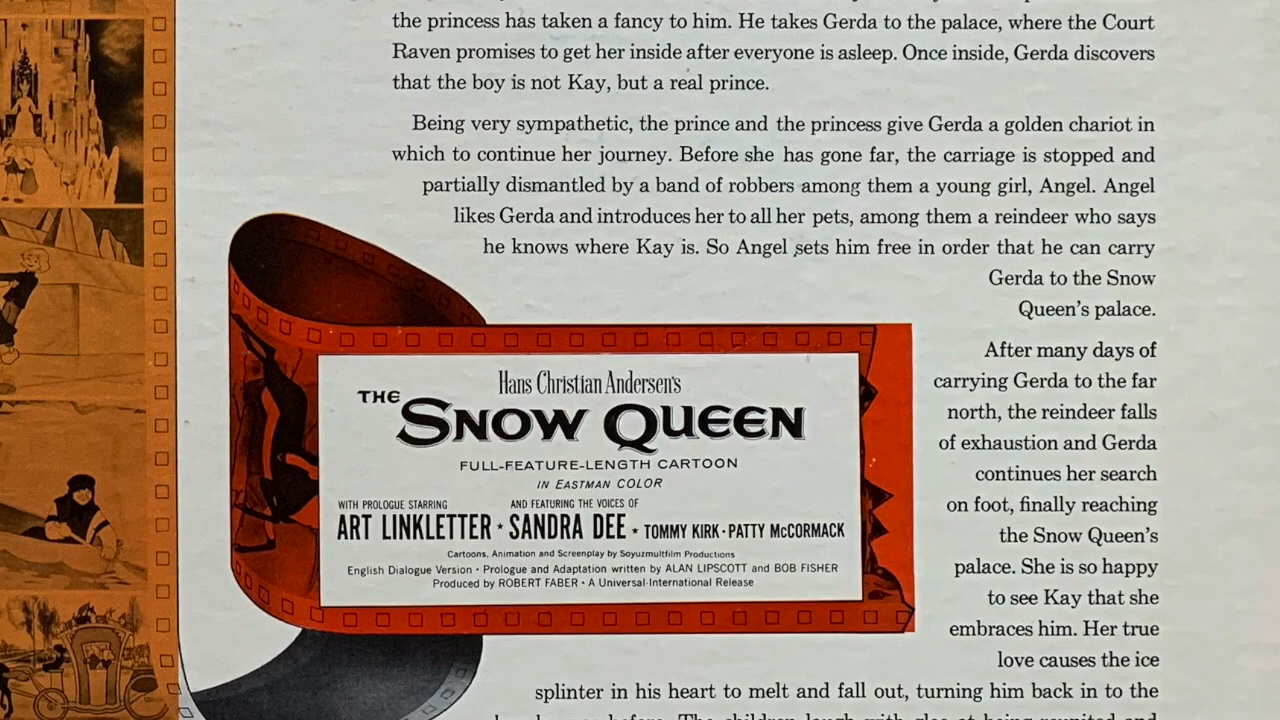 the princess has taken a fancy to him. He takes Gerda to the palace, where the Court
Raven promises to get her inside after everyone is asleep. Once inside, Gerda discovers
that the boy is not Kay, but a real prince.
Being very sympathetic, the prince and the princess give Gerda a golden chariot in
which to continue her journey. Before she has gone far, the carriage is stopped and
partially dismantled by a band of robbers among them a young girl, Angel. Angel
likes Gerda and introduces her to all her pets, among them a reindeer who says
he knows where Kay is. So Angel sets him free in order that he can carry
Gerda to the Snow
Queen's palace.
After many days of
carrying Gerda to the far
north, the reindeer falls
of exhaustion and Gerda
continues her search
on foot, finally reaching
the Snow Queen's
palace. She is so happy
to see Kay that she
embraces him. Her true
love causes the ice
splinter in his heart to melt and fall out, turning him back in to the
Hans Christian Andersen's
THE SNOW QUEEN
FULL-FEATURE-LENGTH CARTOON
IN EASTMAN COLOR
WITH PROLOGUE STARRING AND FEATURING THE VOICES OF
ART LINKLETTER ★ SANDRA DEE ★ TOMMY KIRK • PATTY McCORMACK
Cartoons, Animation and Screenplay by Soyuzmultfilm Productions
English Dialogue Version • Prologue and Adaptation written by ALAN LIPSCOTT and BOB FISHER
Produced by ROBERT FABER • A Universal-International Release